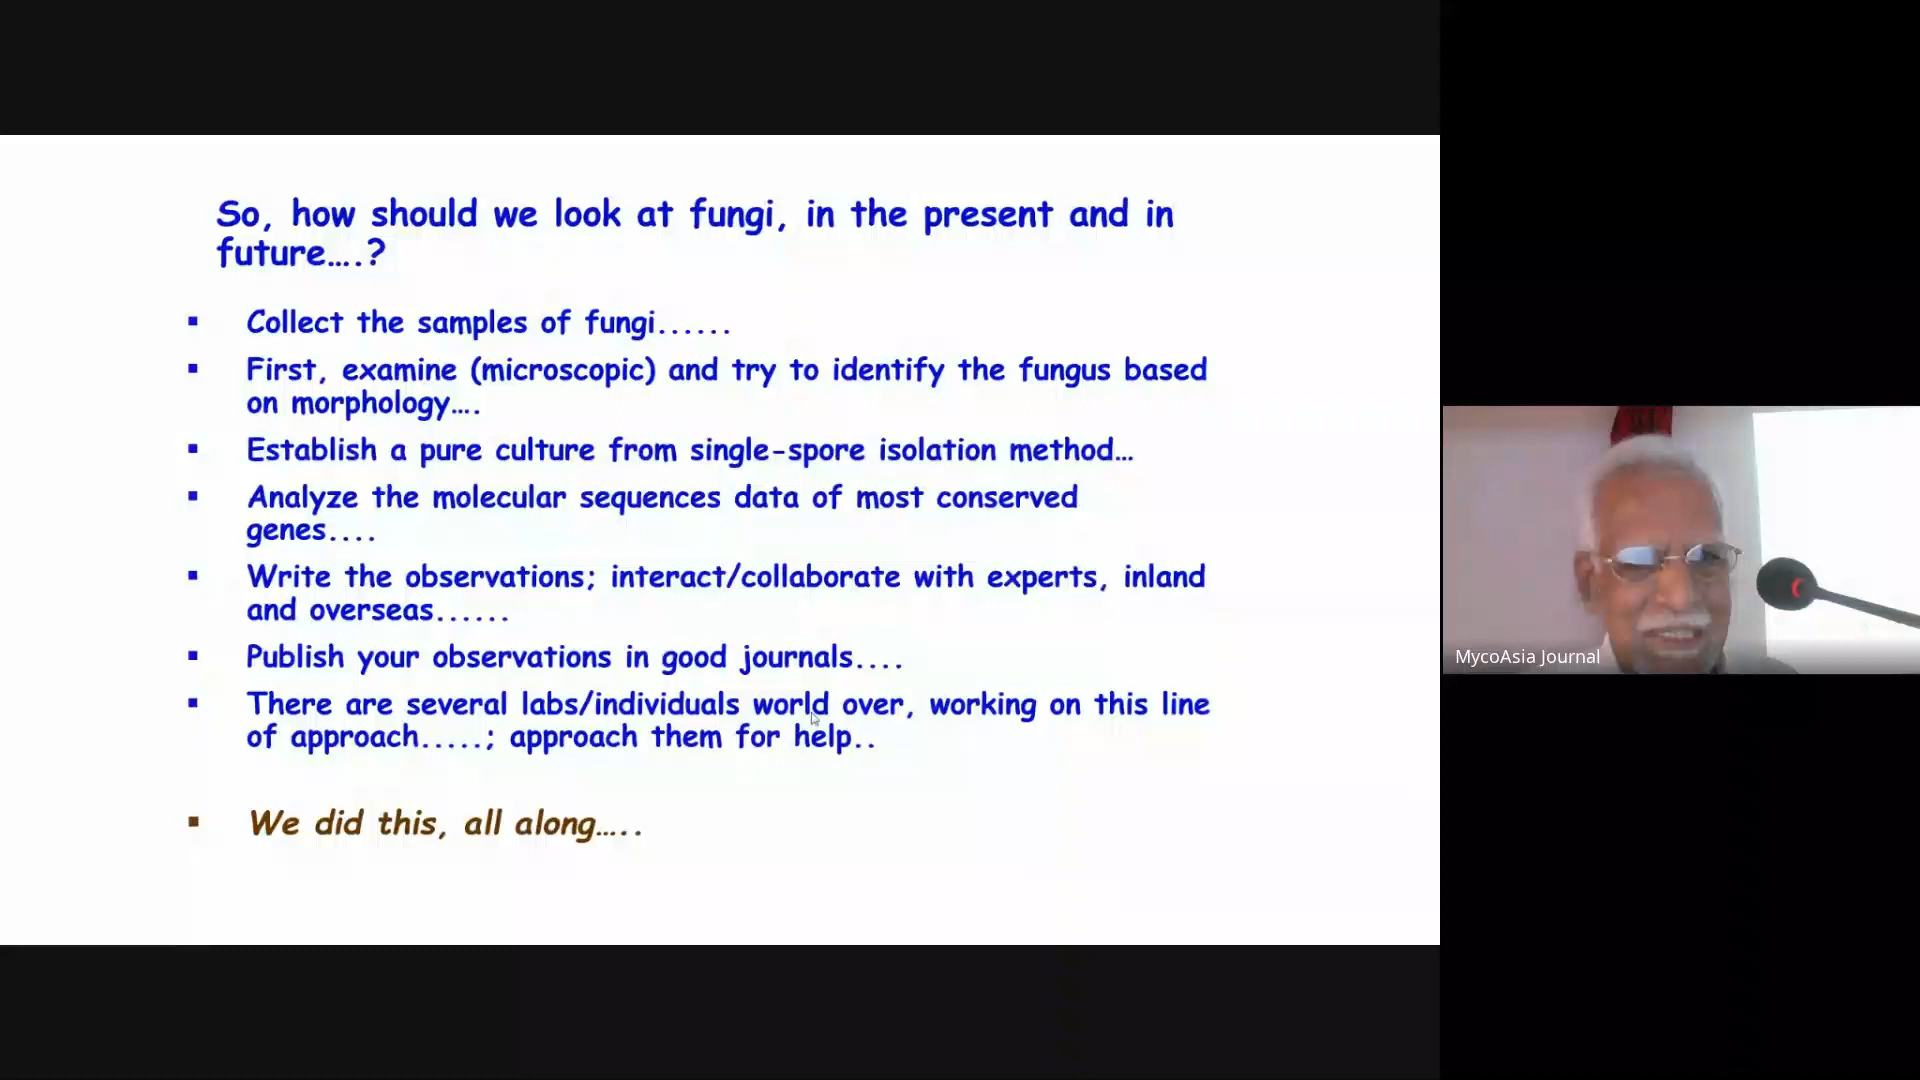 So, how should we look at fungi, in the present and in
future….?
▪ Collect the samples of fungi......
▪ First, examine (microscopic) and try to identify the fungus based
on morphology….
▪ Establish a pure culture from single-spore isolation method…
▪ Analyze the molecular sequences data of most conserved
genes....
▪ Write the observations; interact/collaborate with experts, inland
and overseas......
▪ Publish your observations in good journals....
▪ There are several labs/individuals world over, working on this line
of approach.....; approach them for help..
▪ We did this, all along…..
MycoAsia Journal